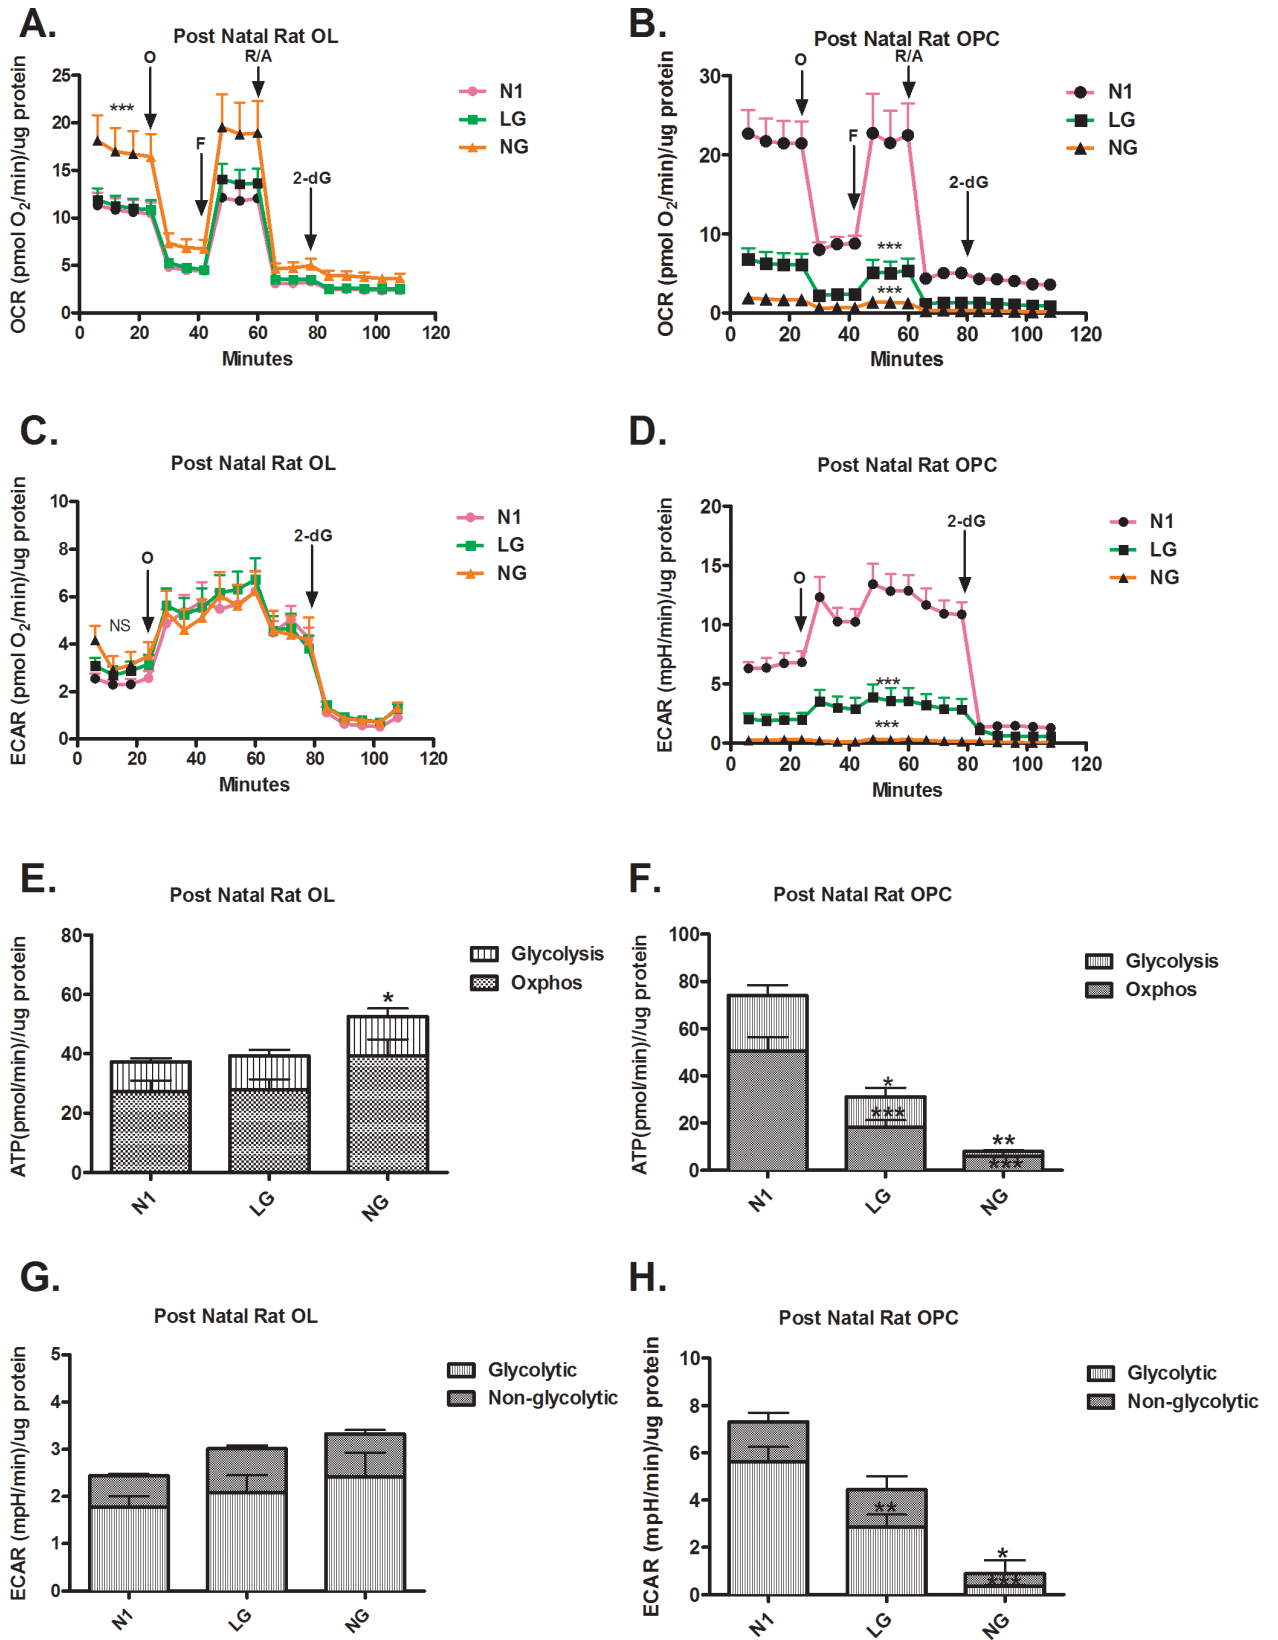 A.
Post Natal Rat OL
OCR (pmol O2/min)/ug protein
25
20
15
10
5
0
***
O
F
R/A
2-dG
0 20 40 60 80 100 120
Minutes
N1
LG
NG
B.
Post Natal Rat OPC
OCR (pmol O2/min)/ug protein
30
20
10
0
O
F
R/A
2-dG
***
***
0 20 40 60 80 100 120
Minutes
N1
LG
NG
C.
Post Natal Rat OL
ECAR (pmol O2/min)/ug protein
10
8
6
4
2
0
NS
O
2-dG
0 20 40 60 80 100 120
Minutes
N1
LG
NG
D.
Post Natal Rat OPC
ECAR (mpH/min)/ug protein
20
15
10
5
0
O
2-dG
***
***
0 20 40 60 80 100 120
Minutes
N1
LG
NG
E.
Post Natal Rat OL
ATP(pmol/min)//ug protein
80
60
40
20
0
*
N1 LG NG
Glycolysis
Oxphos
F.
Post Natal Rat OPC
ATP(pmol/min)//ug protein
100
80
60
40
20
0
*
***
**
***
N1 LG NG
Glycolysis
Oxphos
G.
Post Natal Rat OL
ECAR (mpH/min)/ug protein
5
4
3
2
1
0
N1 LG NG
Glycolytic
Non-glycolytic
H.
Post Natal Rat OPC
ECAR (mpH/min)/ug protein
10
8
6
4
2
0
**
*
***
N1 LG NG
Glycolytic
Non-glycolytic